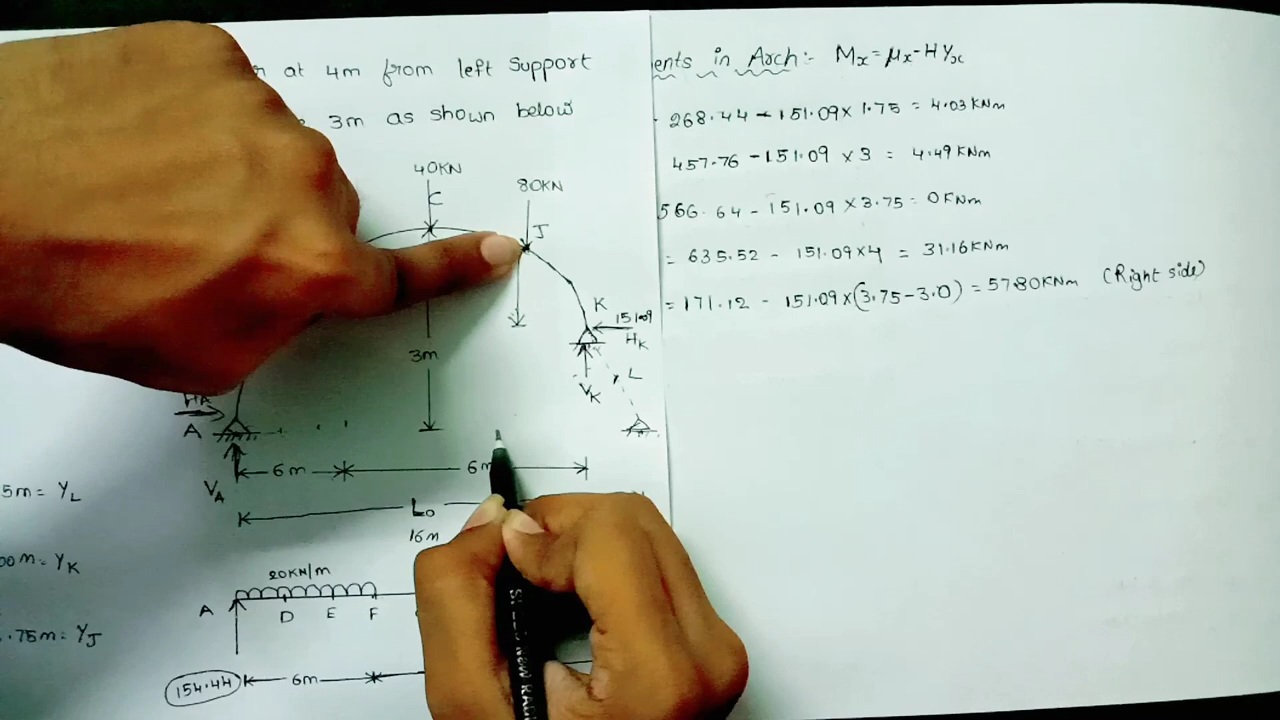 at 4m from left Support
3m as shown below
40KN
C
80KN
J
K
151.09
HK
3m
VK
L
HA
A
VA
6m
6m
L0
16m
5m = YL
00m = YK
.75m = YJ
20KN/m
A
D E F
154.44
6m
ents in Arch :- Mx = μx - HYx
268.44 - 151.09 × 1.75 = 4.03 KNm
457.76 - 151.09 × 3 = 4.49 KNm
566.64 - 151.09 × 3.75 = 0 KNm
= 635.52 - 151.09×4 = 31.16 KNm
= 171.12 - 151.09×(3.75-3.0) = 57.80KNm (Right side)